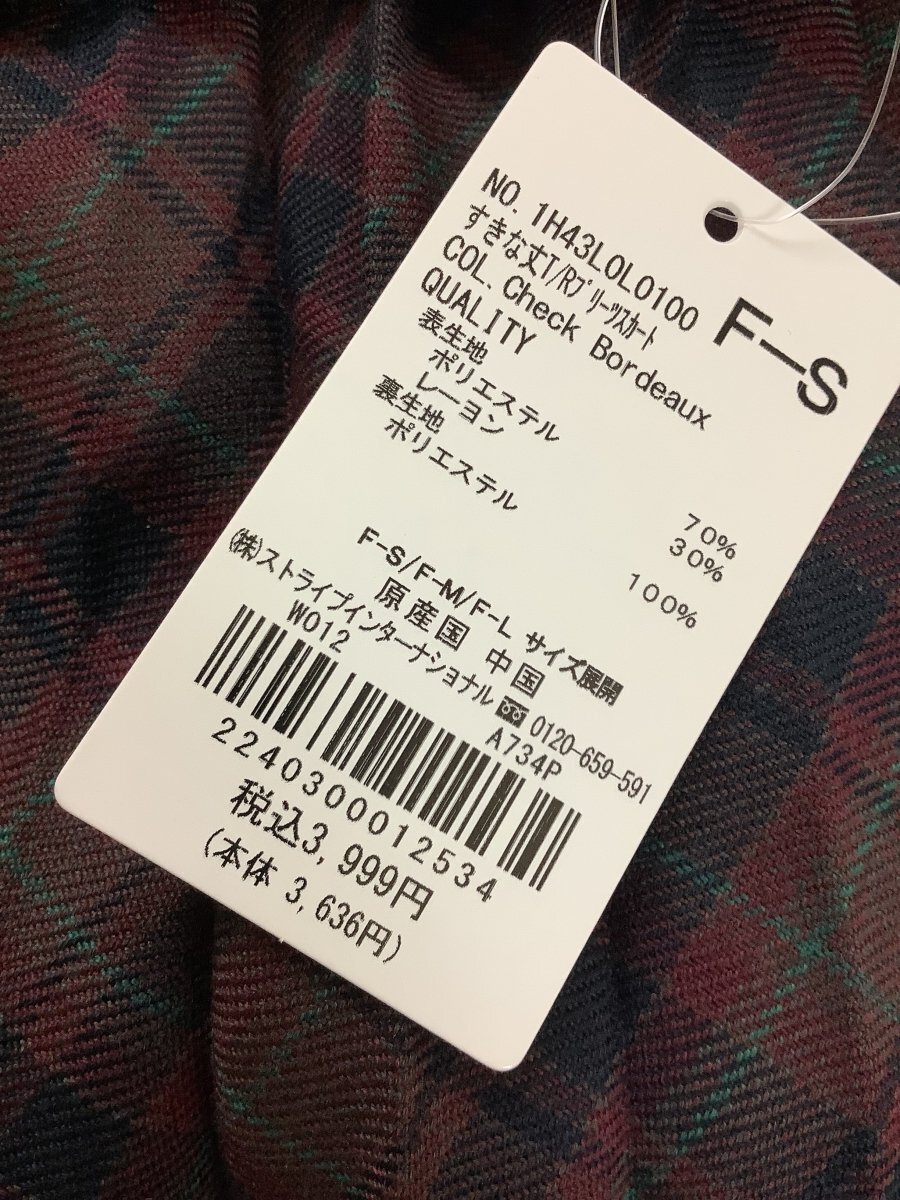 NO. 1H43L0L0100
F-S
すきな丈T/Rﾌﾟﾘｰﾂｽｶｰﾄ
COL. Check Bordeaux
QUALITY
表生地
ポリエステル 70%
レーヨン 30%
裏生地
ポリエステル 100%
F-S/F-M/F-L サイズ展開
原産国 中国
(株)ストライプインターナショナル 0120-659-591
W012 A734P
2240300012534
税込3,999円
(本体 3,636円)